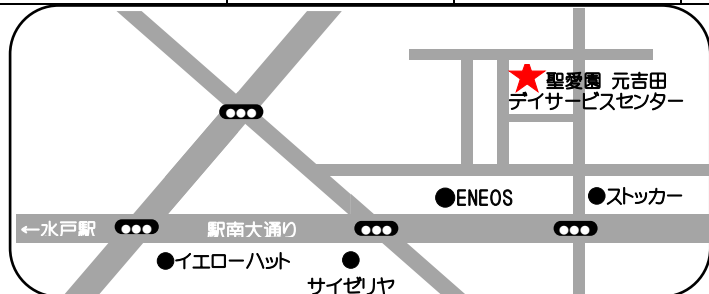 聖愛園 元吉田
デイサービスセンター
●ENEOS
●ストッカー
←水戸駅
駅南大通り
●イエローハット
サイゼリヤ